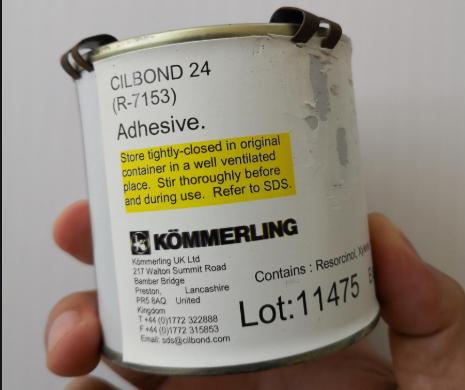 CILBOND 24
(R-7153)
Adhesive.
Store tightly-closed in original
container in a well ventilated
place. Stir thoroughly before
and during use. Refer to SDS.
KÖMMERLING
Kömmerling UK Ltd
217 Walton Summit Road
Bamber Bridge
Preston, Lancashire
PR5 8AQ United
Kingdom
T +44 (0)1772 322888
F +44 (0)1772 315853
Email: sds@cilbond.com
Contains : Resorcinol,
Lot:11475